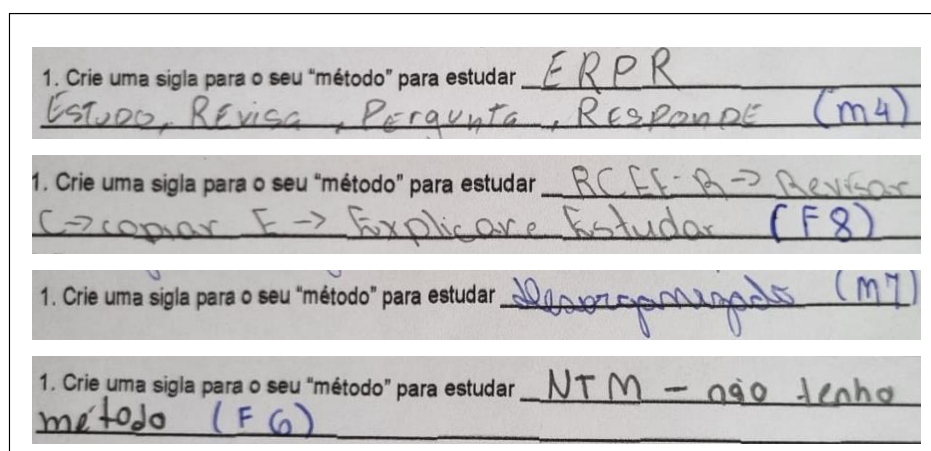 1. Crie uma sigla para o seu “método” para estudar ERPR
Estudo, Revisa, Pergunta, Responde (m4)
1. Crie uma sigla para o seu “método” para estudar RCEE-R→ Revisar
C→copiar E→ Explicar e Estudar (F8)
1. Crie uma sigla para o seu “método” para estudar Desorganizado (m7)
1. Crie uma sigla para o seu “método” para estudar NTM - não tenho
método (F6)